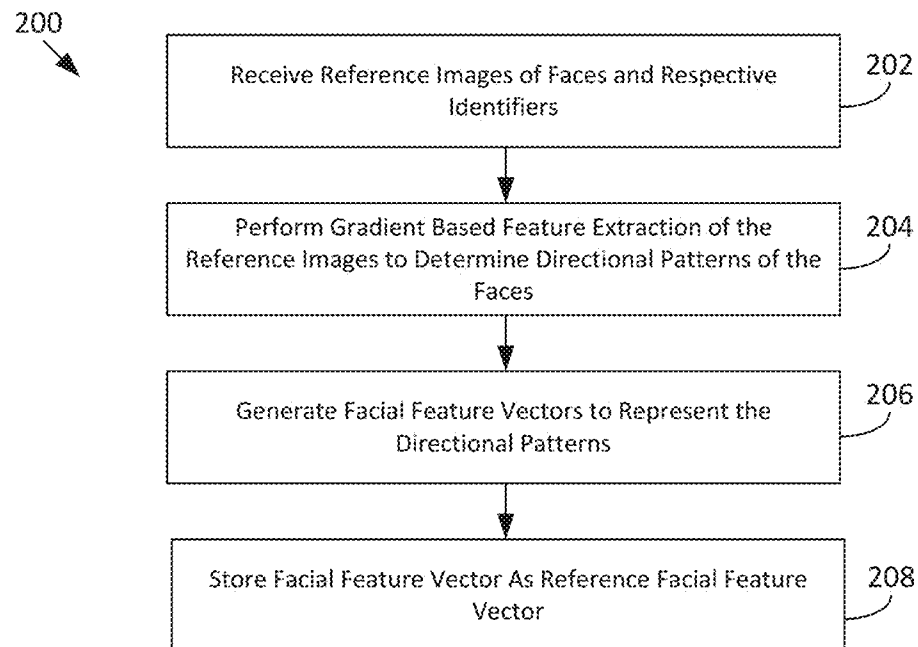 200
Receive Reference Images of Faces and Respective
Identifiers
202
Perform Gradient Based Feature Extraction of the
Reference Images to Determine Directional Patterns of the
Faces
204
Generate Facial Feature Vectors to Represent the
Directional Patterns
206
Store Facial Feature Vector As Reference Facial Feature
Vector
208